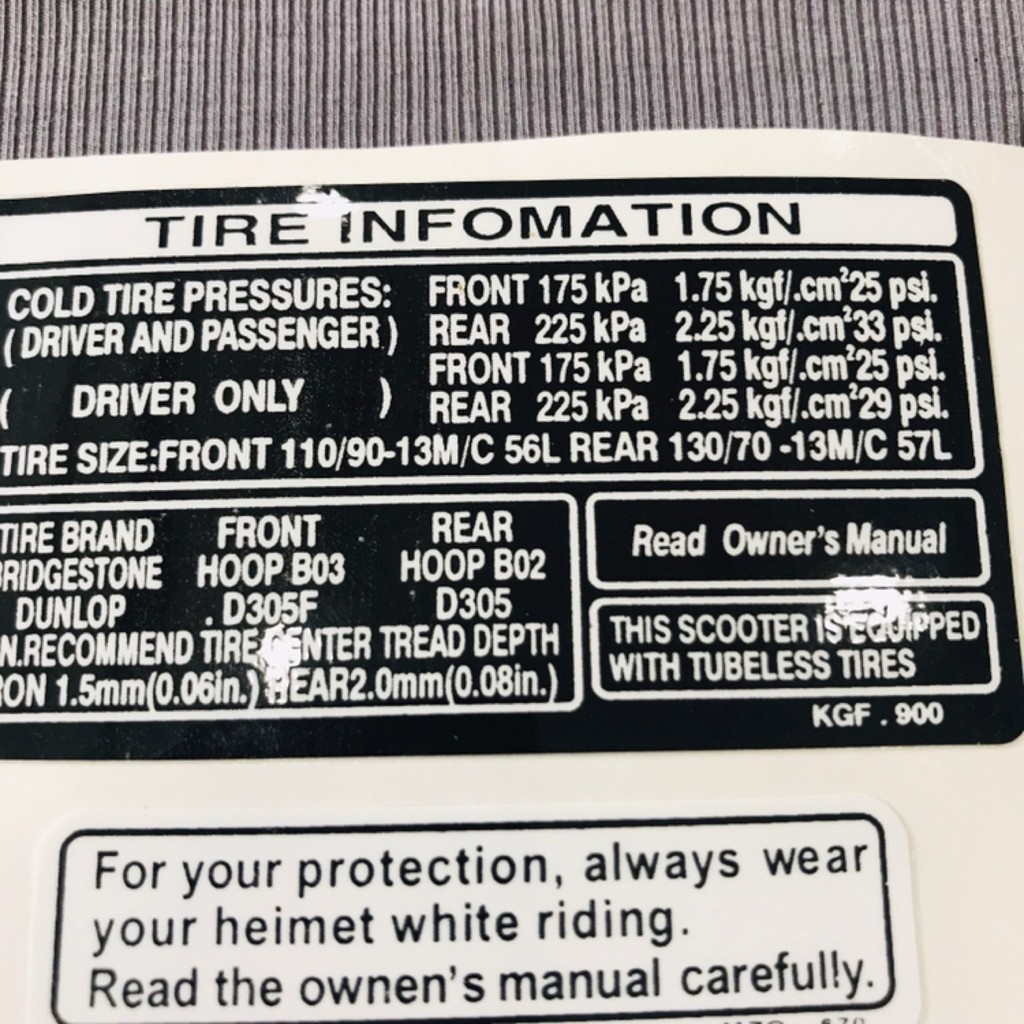 TIRE INFOMATION
COLD TIRE PRESSURES: FRONT 175 kPa 1.75 kgf/.cm²25 psi.
(DRIVER AND PASSENGER) REAR 225 kPa 2.25 kgf/.cm²33 psi.
FRONT 175 kPa 1.75 kgf/.cm²25 psi.
( DRIVER ONLY ) REAR 225 kPa 2.25 kgf/.cm²29 psi.
TIRE SIZE:FRONT 110/90-13M/C 56L REAR 130/70 -13M/C 57L
TIRE BRAND FRONT REAR
BRIDGESTONE HOOP B03 HOOP B02
DUNLOP . D305F D305
N.RECOMMEND TIRE CENTER TREAD DEPTH
RON 1.5mm(0.06in.) REAR2.0mm(0.08in.)
Read Owner's Manual
THIS SCOOTER IS EQUIPPED
WITH TUBELESS TIRES
KGF . 900
For your protection, always wear
your heimet white riding.
Read the ownen's manual carefully.